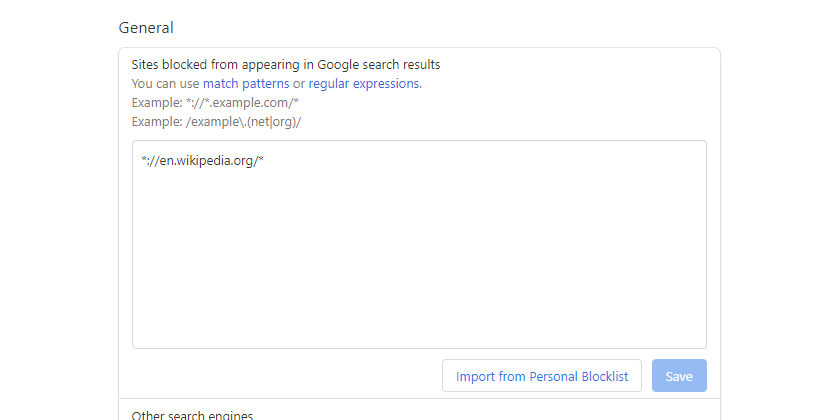 General
Sites blocked from appearing in Google search results
You can use match patterns or regular expressions.
Example: *://*.example.com/*
Example: /example\.(net|org)/
*://en.wikipedia.org/*
Import from Personal Blocklist
Save
Other search engines